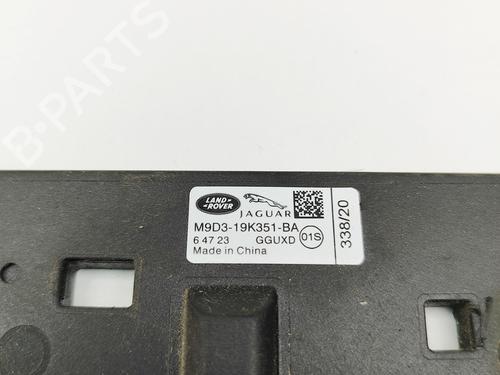 B-PARTS
LAND
ROVER
JAGUAR
M9D3-19K351-BA
6 47 23 GGUXD 01S
Made in China
338/20